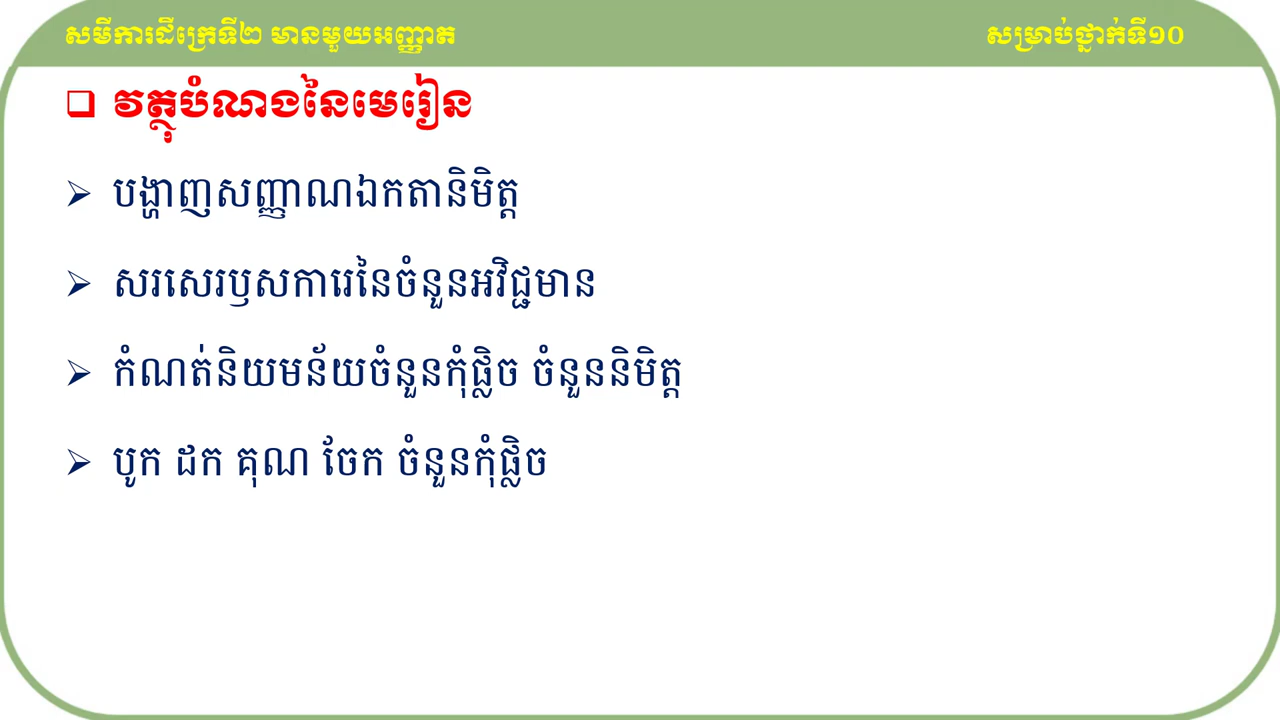 សមីការដឺក្រេទី២ មានមួយអញ្ញាត
សម្រាប់ថ្នាក់ទី១០
វត្ថុបំណងនៃមេរៀន
បង្ហាញសញ្ញាណឯកតានិមិត្ត
សរសេរឫសការេនៃចំនួនអវិជ្ជមាន
កំណត់និយមន័យចំនួនកុំផ្លិច ចំនួននិមិត្ត
បូក ដក គុណ ចែក ចំនួនកុំផ្លិច